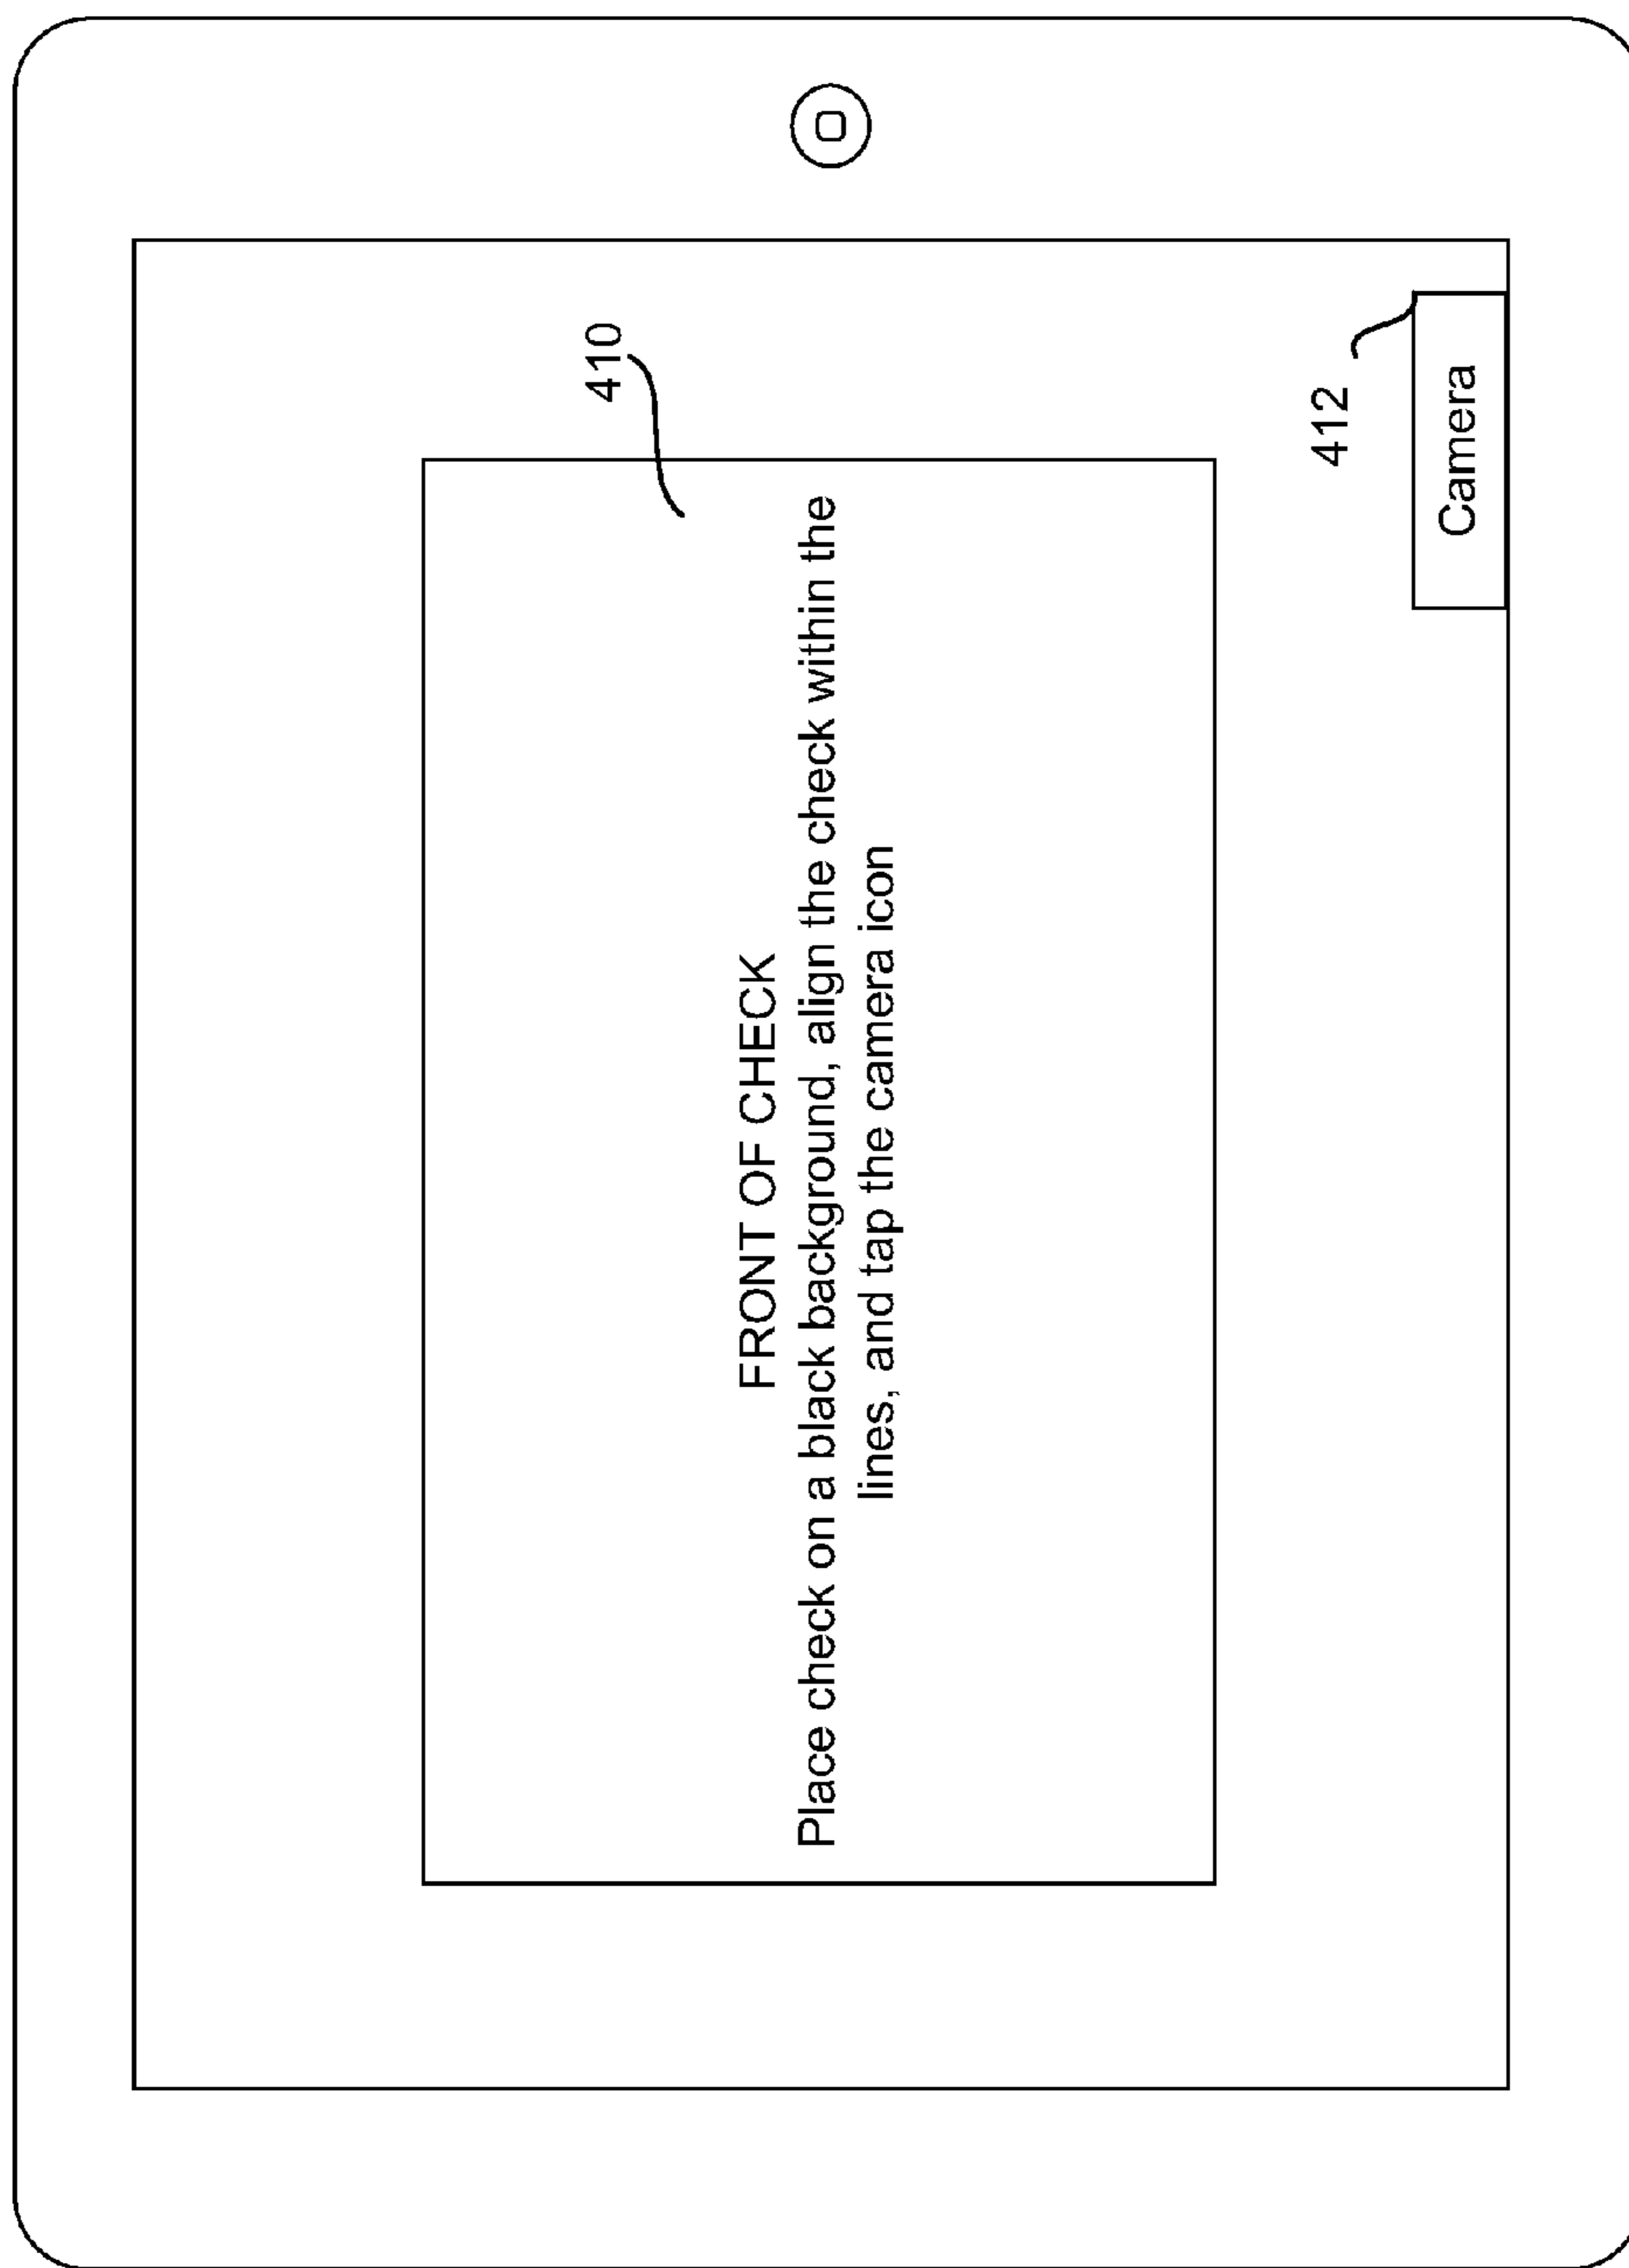 410
FRONT OF CHECK
Place check on a black background, align the check within the
lines, and tap the camera icon
412
Camera